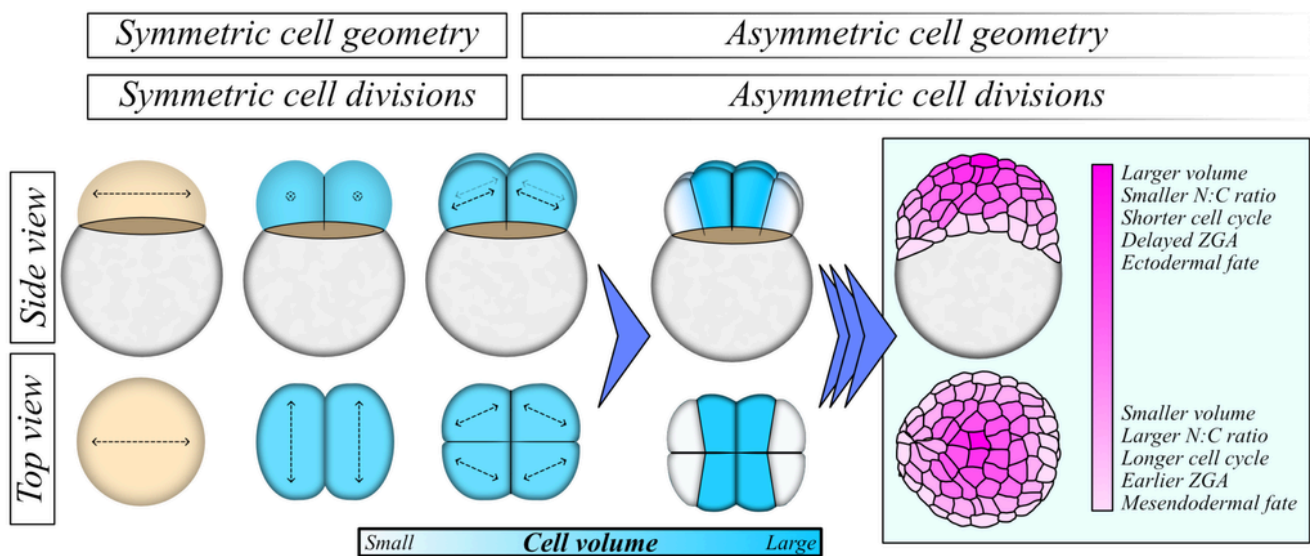 Symmetric cell geometry
Asymmetric cell geometry
Symmetric cell divisions
Asymmetric cell divisions
Side view
Larger volume
Smaller N:C ratio
Shorter cell cycle
Delayed ZGA
Ectodermal fate
Top view
Smaller volume
Larger N:C ratio
Longer cell cycle
Earlier ZGA
Mesendodermal fate
Small Cell volume Large